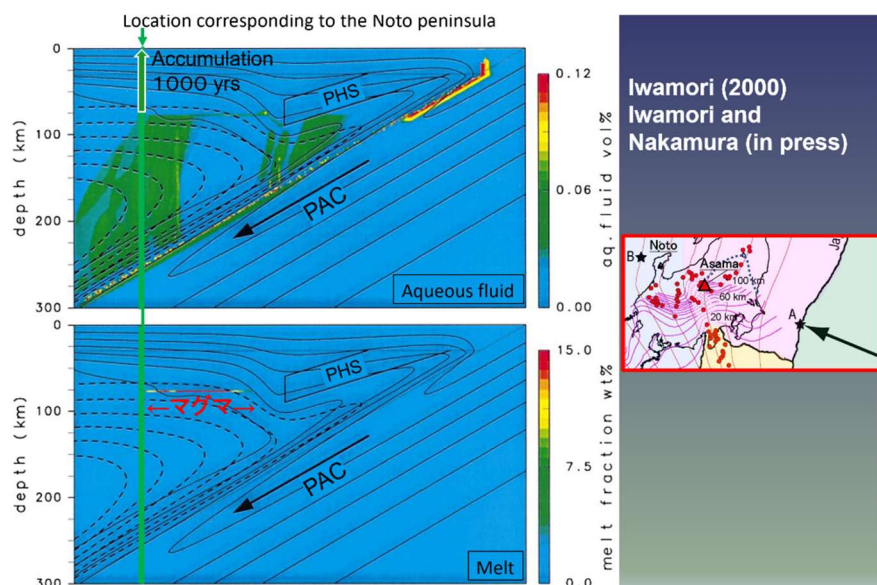 Location corresponding to the Noto peninsula
0
100
200
300
depth (km)
Accumulation
1000 yrs
PHS
PAC
Aqueous fluid
0.12
0.06
0.00
aq.fluid vol%
0
100
200
300
depth (km)
PHS
←マグマ→
PAC
Melt
15.0
7.5
0.0
melt fraction wt%
Iwamori (2000)
Iwamori and
Nakamura (in press)
Noto
B
Asama
100 km
60 km
20 km
A
Ja